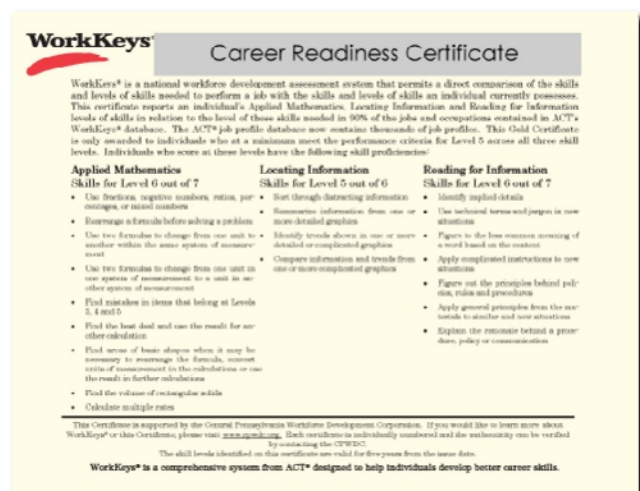 WorkKeys®
Career Readiness Certificate
WorkKeys® is a national workforce development assessment system that permits a direct comparison of the skills
and levels of skills needed to perform a job with the skills and levels of skills an individual currently possesses.
This certificate reports an individual's Applied Mathematics, Locating Information and Reading for Information
levels of skills in relation to the level of those skills needed in 90% of the jobs and occupations contained in ACT's
WorkKeys® database. The ACT® job profile database now contains thousands of job profiles. This Gold Certificate
is only awarded to individuals who at a minimum meet the performance criteria for Level 5 across all three skill
levels. Individuals who score at these levels have the following skill proficiencies:
Applied Mathematics
Skills for Level 6 out of 7
• Use fractions, negative numbers, ratios, per-
centages, or mixed numbers
• Rearrange a formula before solving a problem
• Use two formulas to change from one unit to
another within the same system of measure-
ment
• Use two formulas to change from one unit in
one system of measurement to a unit in an-
other system of measurement
• Find mistakes in items that belong at Levels
3, 4 and 5
• Find the best deal and use the result for an-
other calculation
• Find areas of basic shapes when it may be
necessary to rearrange the formula, convert
units of measurement in the calculations or use
the result in further calculations
• Find the volume of rectangular solids
• Calculate multiple rates
Locating Information
Skills for Level 5 out of 6
• Sort through distracting information
• Summarize information from one or
more detailed graphics
• Identify trends shown in one or more
detailed or complicated graphics
• Compare information and trends from
one or more complicated graphics
Reading for Information
Skills for Level 6 out of 7
• Identify implied details
• Use technical terms and jargon in new
situations
• Figure to the less common meaning of
a word based on the context
• Apply complicated instructions to new
situations
• Figure out the principles behind poli-
cies, rules and procedures
• Apply general principles from the ma-
terials to similar and new situations
• Explain the rationale behind a proce-
dure, policy or communication
This Certificate is supported by the Central Pennsylvania Workforce Development Corporation. If you would like to learn more about
WorkKeys® or this Certificate, please visit www.cpwdc.org. Each certificate is individually numbered and the authenticity can be verified
by contacting the CPWDC.
The skill levels identified on this certificate are valid for five years from the issue date.
WorkKeys® is a comprehensive system from ACT® designed to help individuals develop better career skills.